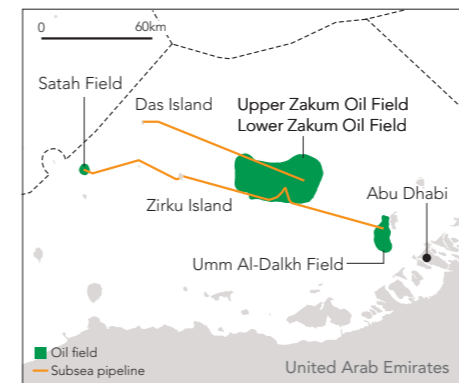 0 60km
Satah Field
Das Island
Upper Zakum Oil Field
Lower Zakum Oil Field
Abu Dhabi
Zirku Island
Umm Al-Dalkh Field
Oil field
Subsea pipeline
United Arab Emirates